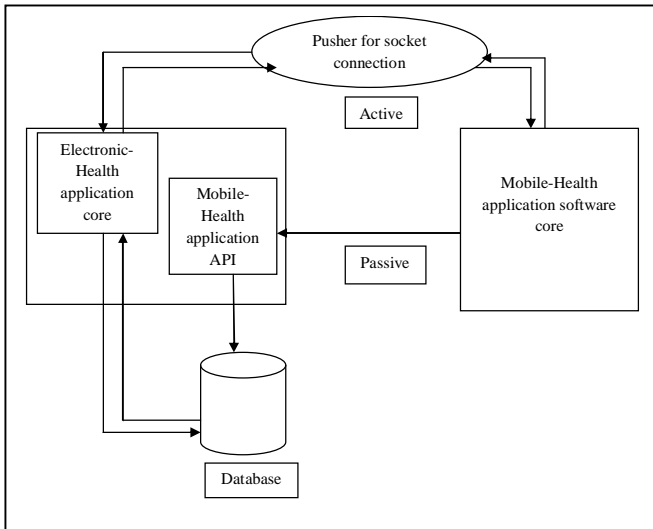 Pusher for socket
connection
Active
Electronic-
Health
application
core
Mobile-
Health
application
API
Mobile-Health
application software
core
Passive
Database